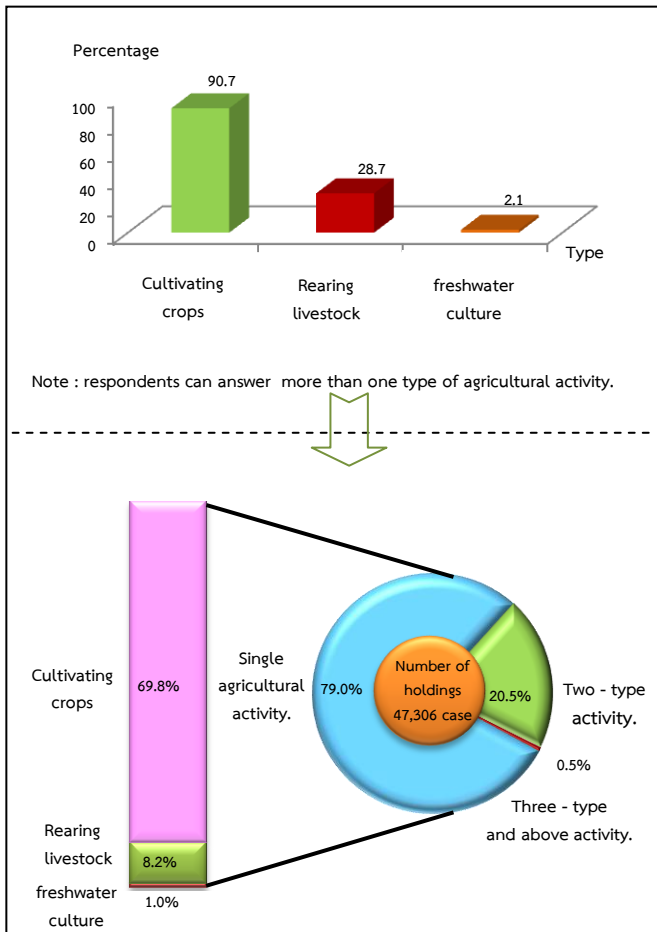 Percentage
90.7
28.7
2.1
100
80
60
40
20
0
Type
Cultivating
crops
Rearing
livestock
freshwater
culture
Note : respondents can answer more than one type of agricultural activity.
Cultivating
crops
69.8%
Rearing
livestock
8.2%
freshwater
culture
1.0%
Single
agricultural
activity.
79.0%
Number of
holdings
47,306 case
20.5%
Two - type
activity.
0.5%
Three - type
and above activity.